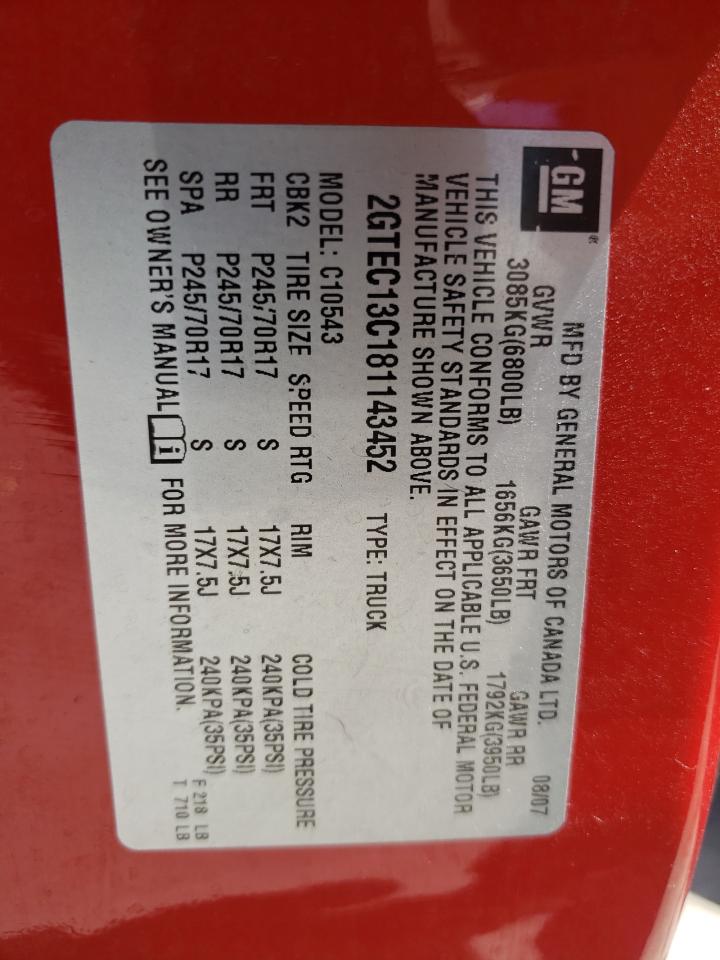 GM®
MFD BY GENERAL MOTORS OF CANADA LTD. 08/07
GVWR GAWR FRT GAWR RR
3085KG(6800LB) 1656KG(3650LB) 1792KG(3950LB)
THIS VEHICLE CONFORMS TO ALL APPLICABLE U.S. FEDERAL MOTOR
VEHICLE SAFETY STANDARDS IN EFFECT ON THE DATE OF
MANUFACTURE SHOWN ABOVE.
2GTEC13C181143452 TYPE: TRUCK
MODEL: C10543
CBK2 TIRE SIZE SPEED RTG RIM COLD TIRE PRESSURE
FRT P245/70R17 S 17X7.5J 240KPA(35PSI)
RR P245/70R17 S 17X7.5J 240KPA(35PSI)
SPA P245/70R17 S 17X7.5J 240KPA(35PSI)
SEE OWNER'S MANUAL i FOR MORE INFORMATION.
F 218 LB
T 710 LB